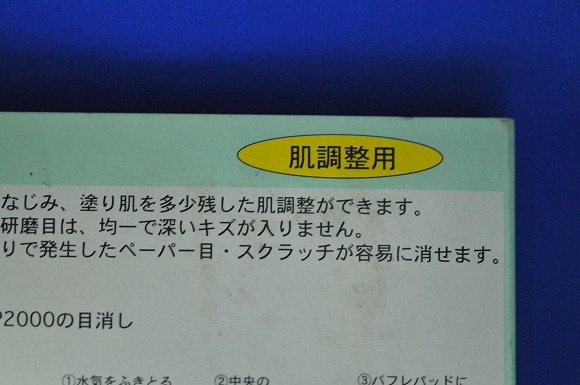 肌調整用
なじみ、塗り肌を多少残した肌調整ができます。
研磨目は、均一で深いキズが入りません。
りで発生したペーパー目・スクラッチが容易に消せます。
P2000の目消し
①水気をふきとる
②中央の
③バフレパッドに